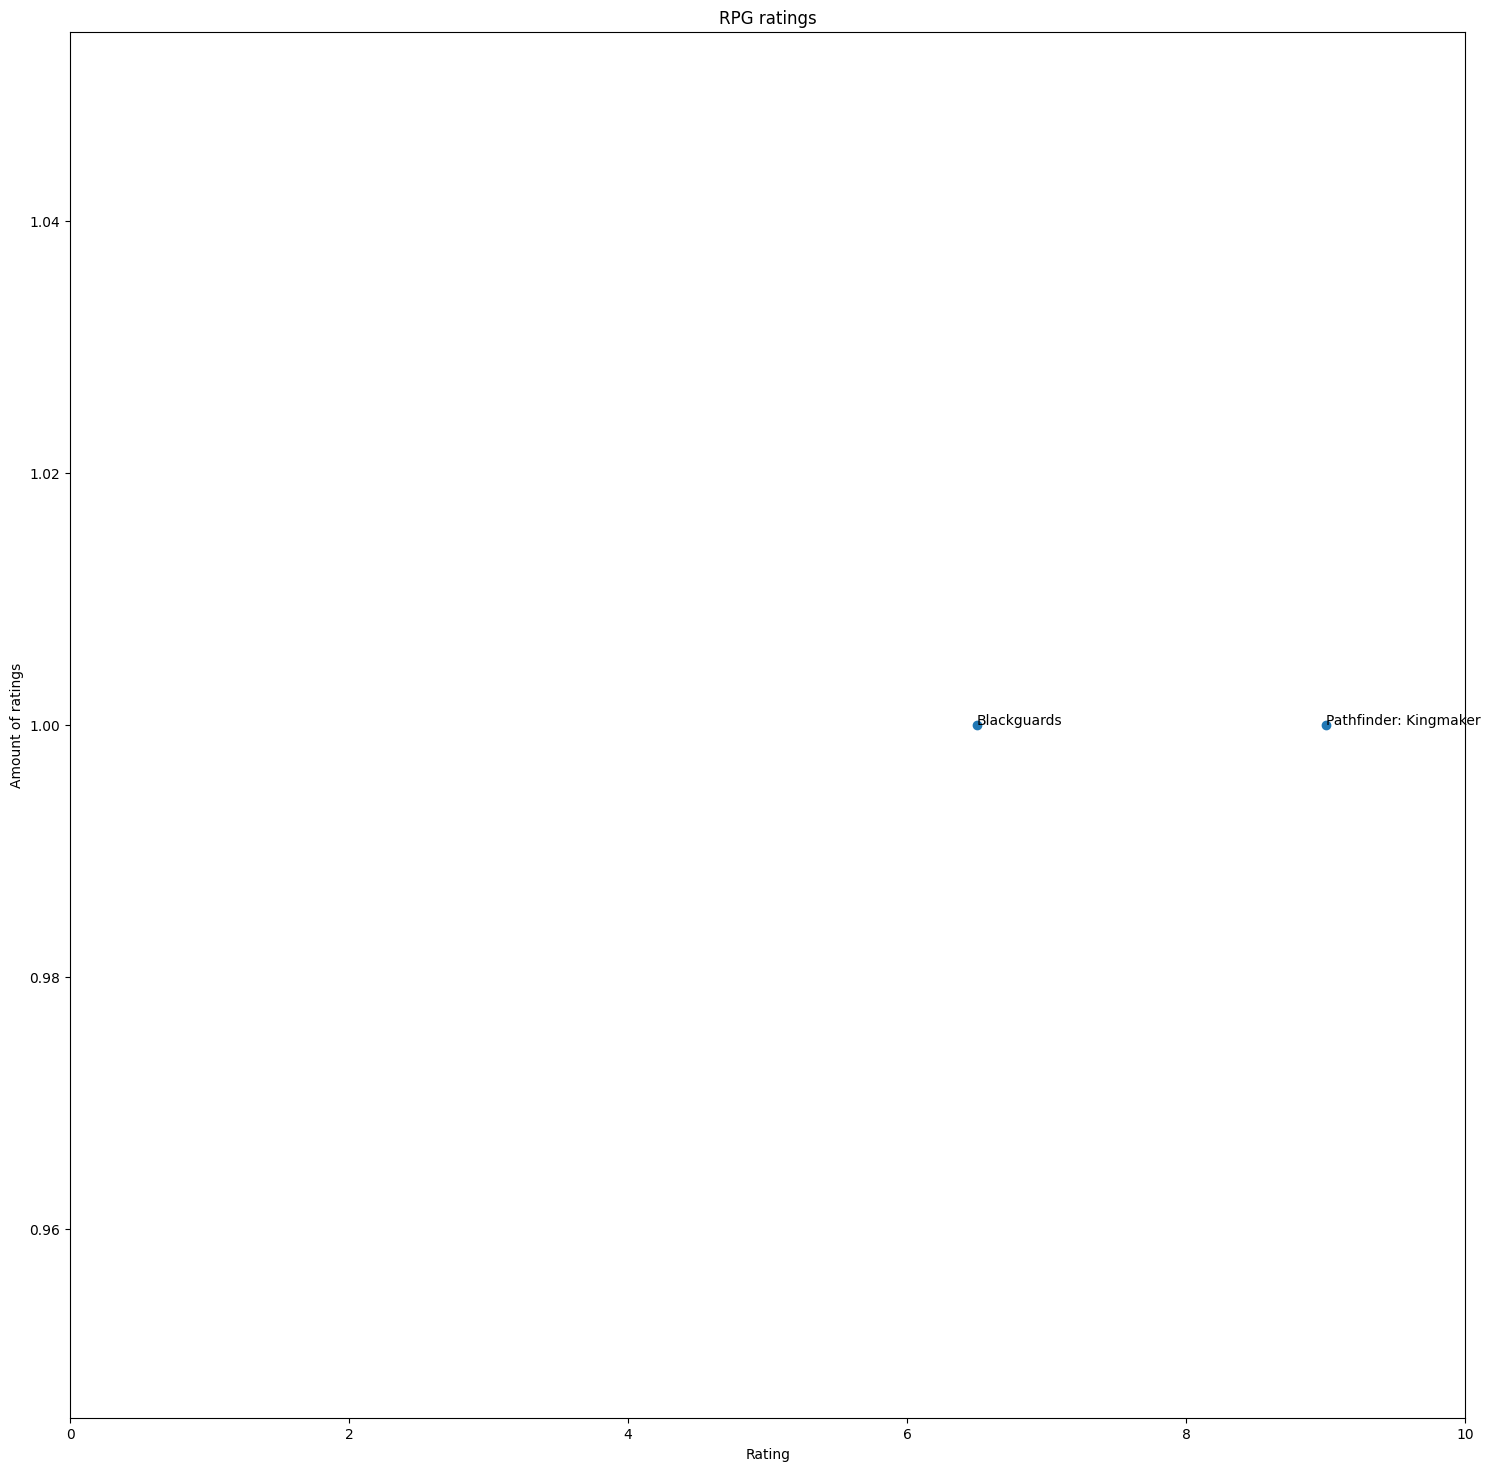 RPG ratings
1.04
1.02
1.00
0.98
0.96
Amount of ratings
Blackguards
Pathfinder: Kingmaker
0
2
4
6
8
10
Rating